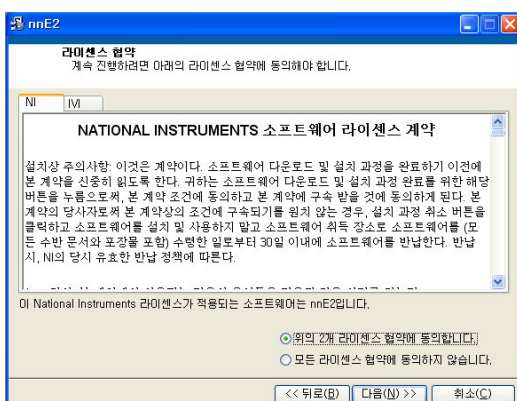 nnE2
라이센스 협약
계속 진행하려면 아래의 라이센스 협약에 동의해야 합니다.
NI IVI
NATIONAL INSTRUMENTS 소프트웨어 라이센스 계약
설치상 주의사항: 이것은 계약이다. 소프트웨어 다운로드 및 설치 과정을 완료하기 이전에
본 계약을 신중히 읽도록 한다. 귀하는 소프트웨어 다운로드 및 설치 과정 완료를 위한 해당
버튼을 누름으로써, 본 계약 조건에 동의하고 본 계약에 구속 받을 것에 동의하게 된다. 본
계약의 당사자로써 본 계약상의 조건에 구속되기를 원치 않는 경우, 설치 과정 취소 버튼을
클릭하고 소프트웨어를 설치 및 사용하지 말고 소프트웨어 취득 장소로 소프트웨어를 (모
든 수반 문서와 포장물 포함) 수령한 일로부터 30일 이내에 소프트웨어를 반납한다. 반납
시, NI의 당시 유효한 반납 정책에 따른다.
이 National Instruments 라이센스가 적용되는 소프트웨어는 nnE2입니다.
위의 2개 라이센스 협약에 동의합니다.
모든 라이센스 협약에 동의하지 않습니다.
<< 뒤로(B) 다음(N) >> 취소(C)